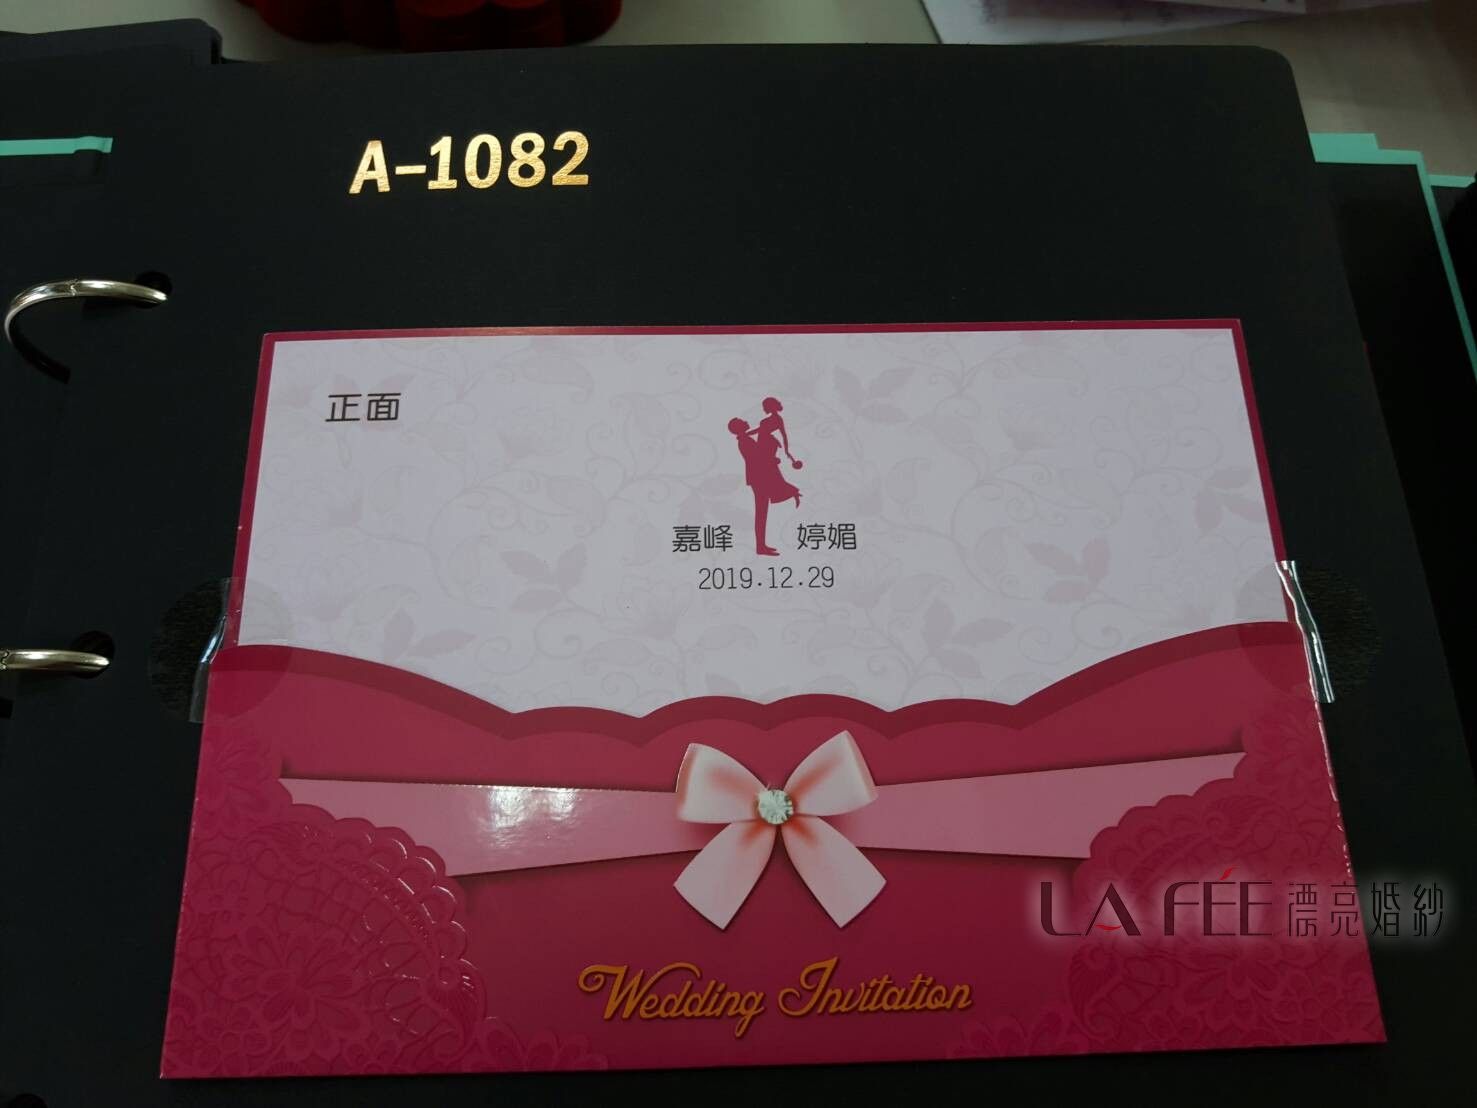 A-1082
正面
嘉峰 婷媚
2019.12.29
LA FÉE 漂亮婚紗
Wedding Invitation